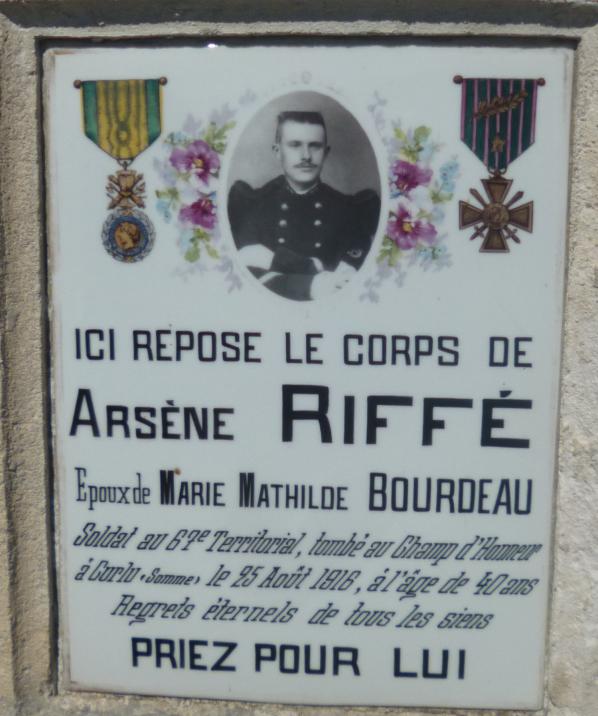 ICI REPOSE LE CORPS DE
ARSÈNE RIFFÉ
Epoux de MARIE MATHILDE BOURDEAU
Soldat au 67e Territorial, tombé au Champ d'Honneur
à Curlu (Somme) le 25 Août 1916, à l'âge de 40 ans
Regrets éternels de tous les siens
PRIEZ POUR LUI